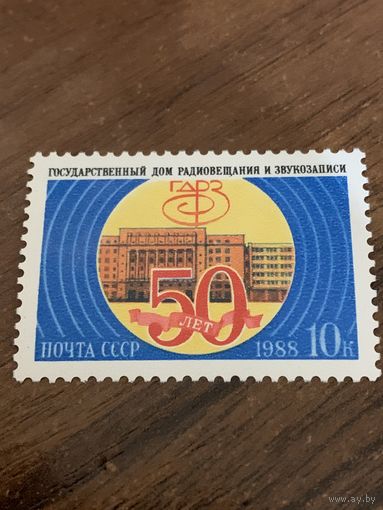 ГОСУДАРСТВЕННЫЙ ДОМ РАДИОВЕЩАНИЯ И ЗВУКОЗАПИСИ
ГДРЗ
50
ЛЕТ
ПОЧТА СССР 1988 10к
www.ay.by